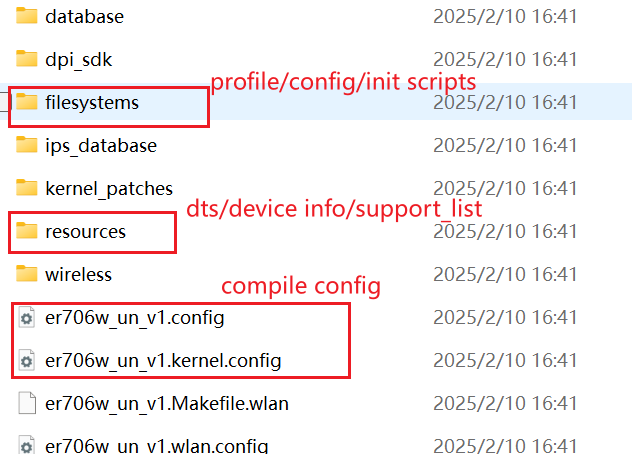 database 2025/2/10 16:41
dpi_sdk 2025/2/10 16:41
profile/config/init scripts
filesystems 2025/2/10 16:41
ips_database 2025/2/10 16:41
kernel_patches 2025/2/10 16:41
dts/device info/support_list
resources 2025/2/10 16:41
wireless 2025/2/10 16:41
compile config
er706w_un_v1.config 2025/2/10 16:41
er706w_un_v1.kernel.config 2025/2/10 16:41
er706w_un_v1.Makefile.wlan 2025/2/10 16:41
er706w_un_v1.wlan.config 2025/2/10 16:41